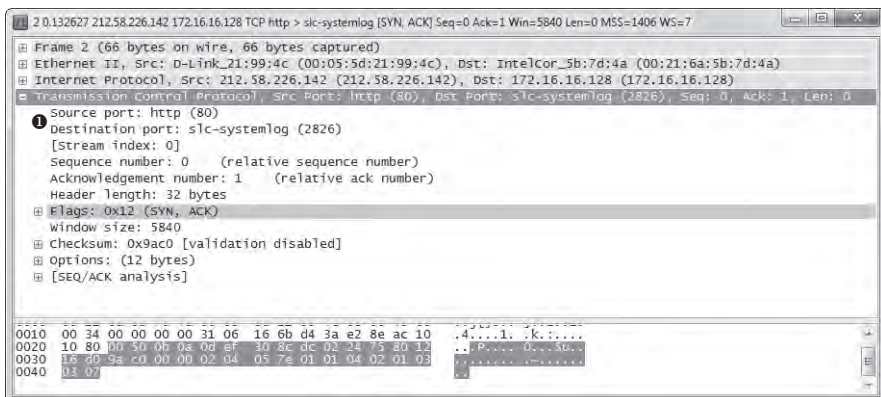 2 0.132627 212.58.226.142 172.16.16.128 TCP http > slc-systemlog [SYN, ACK] Seq=0 Ack=1 Win=5840 Len=0 MSS=1406 WS=7
Frame 2 (66 bytes on wire, 66 bytes captured)
Ethernet II, Src: D-Link_21:99:4c (00:05:5d:21:99:4c), Dst: IntelCor_5b:7d:4a (00:21:6a:5b:7d:4a)
Internet Protocol, Src: 212.58.226.142 (212.58.226.142), Dst: 172.16.16.128 (172.16.16.128)
Transmission Control Protocol, Src Port: http (80), Dst Port: slc-systemlog (2826), Seq: 0, Ack: 1, Len: 0
Source port: http (80)
❶ Destination port: slc-systemlog (2826)
[Stream index: 0]
Sequence number: 0 (relative sequence number)
Acknowledgement number: 1 (relative ack number)
Header length: 32 bytes
Flags: 0x12 (SYN, ACK)
Window size: 5840
Checksum: 0x9ac0 [validation disabled]
Options: (12 bytes)
[SEQ/ACK analysis]
0010 00 34 00 00 00 00 31 06 16 6b d4 3a e2 8e ac 10 .4....1. .k.:....
0020 10 80 00 50 0b 0a 0d ef 30 8c dc 02 24 75 80 12 ...P.... 0...$u..
0030 16 d0 9a c0 00 00 02 04 05 7e 01 01 04 02 01 03 ........ .~......
0040 03 07 ..